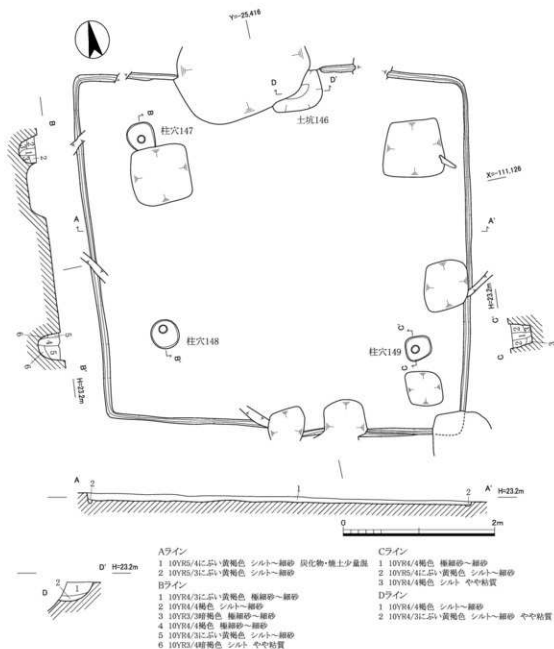 Y=-25,416
D
D'
土坑146
B
柱穴147
B
X=-111,126
A
A
A'
H=23.2m
柱穴148
B'
柱穴149
C'
C
C'
C
B'
H=23.2m
A
A'
H=23.2m
0
2m
D
D'
H=23.2m
Aライン
1 10YR5/4にぶい黄褐色 シルト～細砂 炭化物・焼土少量混
2 10YR5/3にぶい黄褐色 シルト～細砂
Bライン
1 10YR4/3にぶい黄褐色 極細砂～細砂
2 10YR4/4褐色 シルト～細砂
3 10YR3/3暗褐色 極細砂～細砂
4 10YR4/4褐色 極細砂～細砂
5 10YR4/3にぶい黄褐色 シルト～細砂
6 10YR3/4暗褐色 シルト やや粘質
Cライン
1 10YR4/4褐色 極細砂～細砂
2 10YR5/4にぶい黄褐色 シルト～細砂
3 10YR4/4褐色 シルト やや粘質
Dライン
1 10YR4/4褐色 シルト～細砂
2 10YR4/3にぶい黄褐色 シルト～細砂 やや粘質